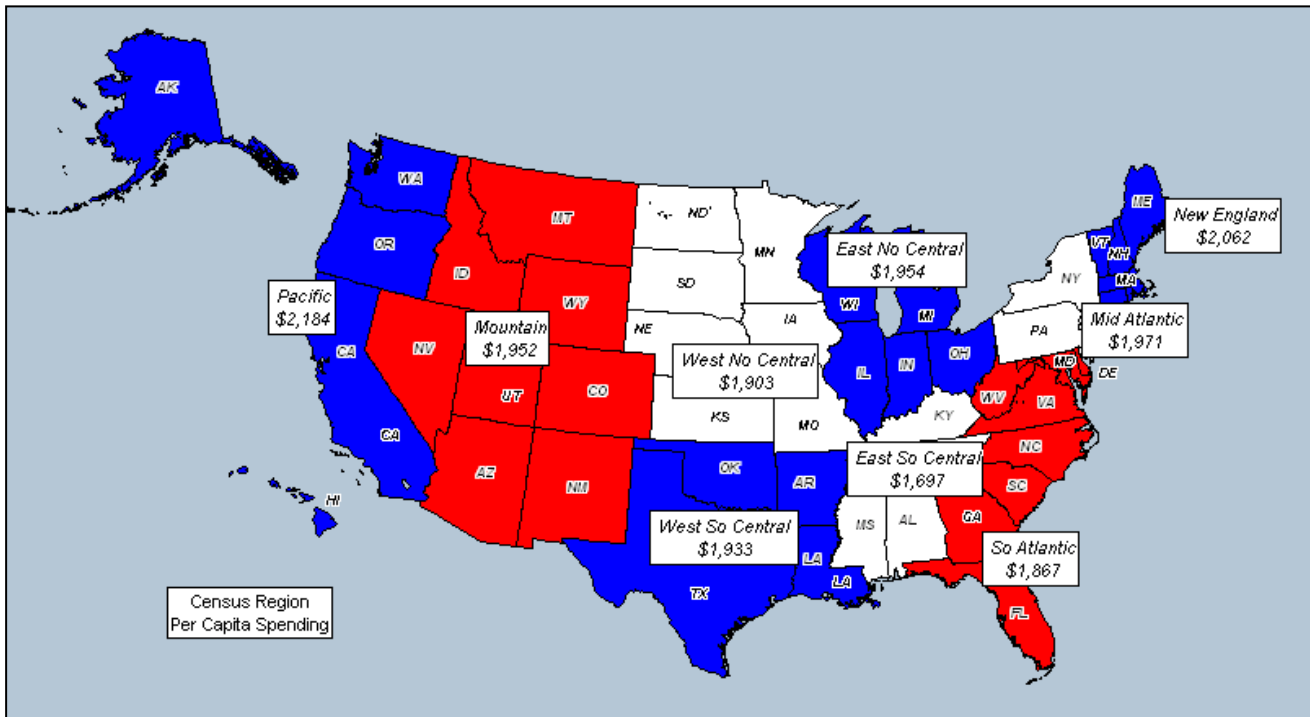 AK
WA
MT
ND
MN
ME
VT
NH
MA
New England
$2,062
OR
ID
WY
SD
WI
MI
NY
East No Central
$1,954
Pacific
$2,184
CA
NV
Mountain
$1,952
NE
IA
PA
Mid Atlantic
$1,971
UT
CO
West No Central
$1,903
IL
IN
OH
MD
DE
WV
VA
KS
MO
KY
CA
AZ
NM
OK
AR
East So Central
$1,697
NC
SC
HI
West So Central
$1,933
MS
AL
GA
So Atlantic
$1,867
LA
LA
TX
FL
Census Region
Per Capita Spending